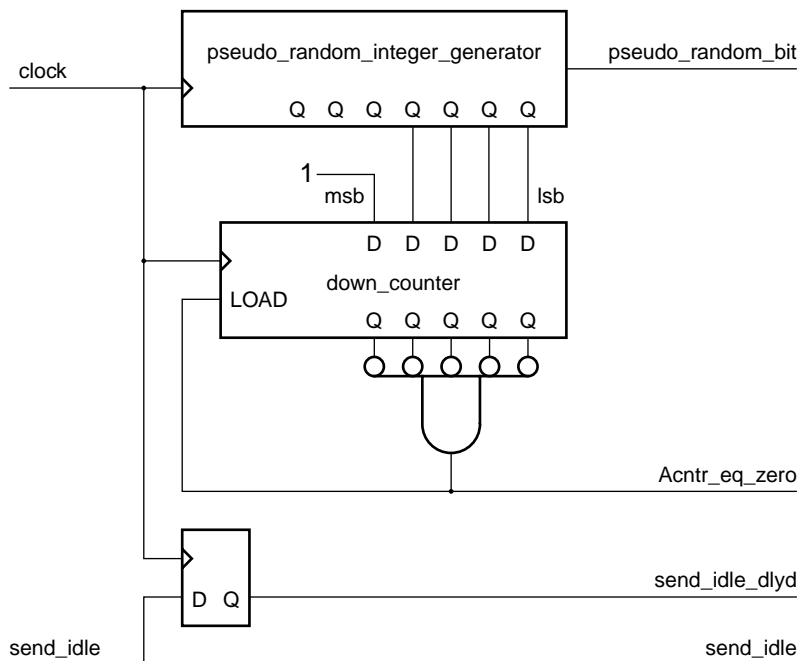 pseudo_random_integer_generator
pseudo_random_bit
clock
Q Q Q Q Q Q Q
1
msb
lsb
D D D D D
down_counter
LOAD
Q Q Q Q Q
Acntr_eq_zero
send_idle_dlyd
D Q
send_idle
send_idle